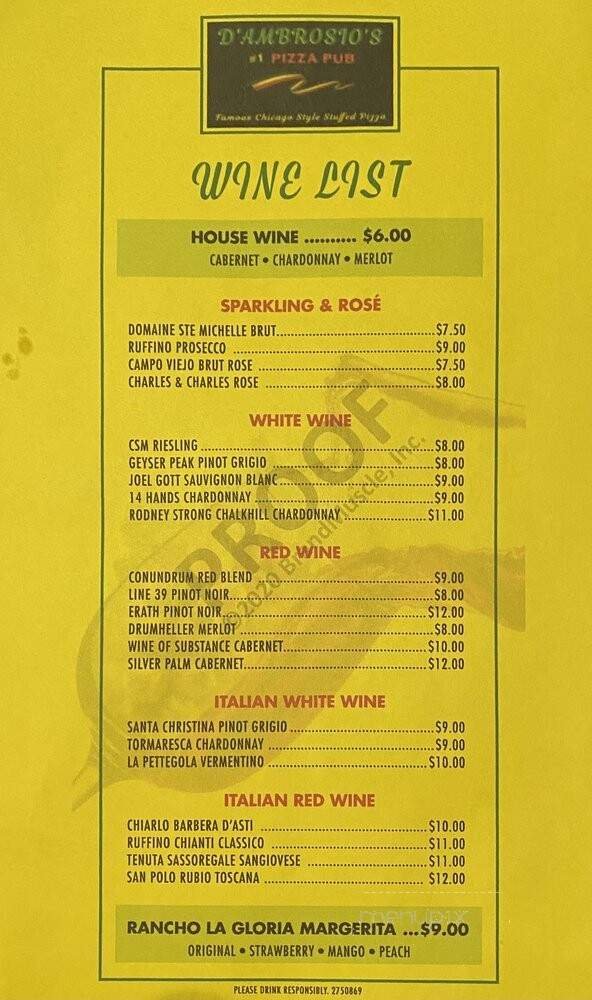 D'AMBROSIO'S
#1 PIZZA PUB
Famous Chicago Style Stuffed Pizza
WINE LIST
HOUSE WINE .......... $6.00
CABERNET • CHARDONNAY • MERLOT
SPARKLING & ROSÉ
DOMAINE STE MICHELLE BRUT..........$7.50
RUFFINO PROSECCO ..........$9.00
CAMPO VIEJO BRUT ROSE ..........$7.50
CHARLES & CHARLES ROSE ..........$8.00
WHITE WINE
CSM RIESLING ..........$8.00
GEYSER PEAK PINOT GRIGIO ..........$8.00
JOEL GOTT SAUVIGNON BLANC..........$9.00
14 HANDS CHARDONNAY ..........$9.00
RODNEY STRONG CHALKHILL CHARDONNAY ..........$11.00
RED WINE
CONUNDRUM RED BLEND ..........$9.00
LINE 39 PINOT NOIR..........$8.00
ERATH PINOT NOIR..........$12.00
DRUMHELLER MERLOT ..........$8.00
WINE OF SUBSTANCE CABERNET..........$10.00
SILVER PALM CABERNET..........$12.00
ITALIAN WHITE WINE
SANTA CHRISTINA PINOT GRIGIO ..........$9.00
TORMARESCA CHARDONNAY ..........$9.00
LA PETTEGOLA VERMENTINO ..........$10.00
ITALIAN RED WINE
CHIARLO BARBERA D'ASTI ..........$10.00
RUFFINO CHIANTI CLASSICO ..........$11.00
TENUTA SASSOREGALE SANGIOVESE ..........$11.00
SAN POLO RUBIO TOSCANA ..........$12.00
RANCHO LA GLORIA MARGERITA ...$9.00
ORIGINAL • STRAWBERRY • MANGO • PEACH
PLEASE DRINK RESPONSIBLY. 2750869
PROOF
©2020 BrandMuscle, Inc.
menupix